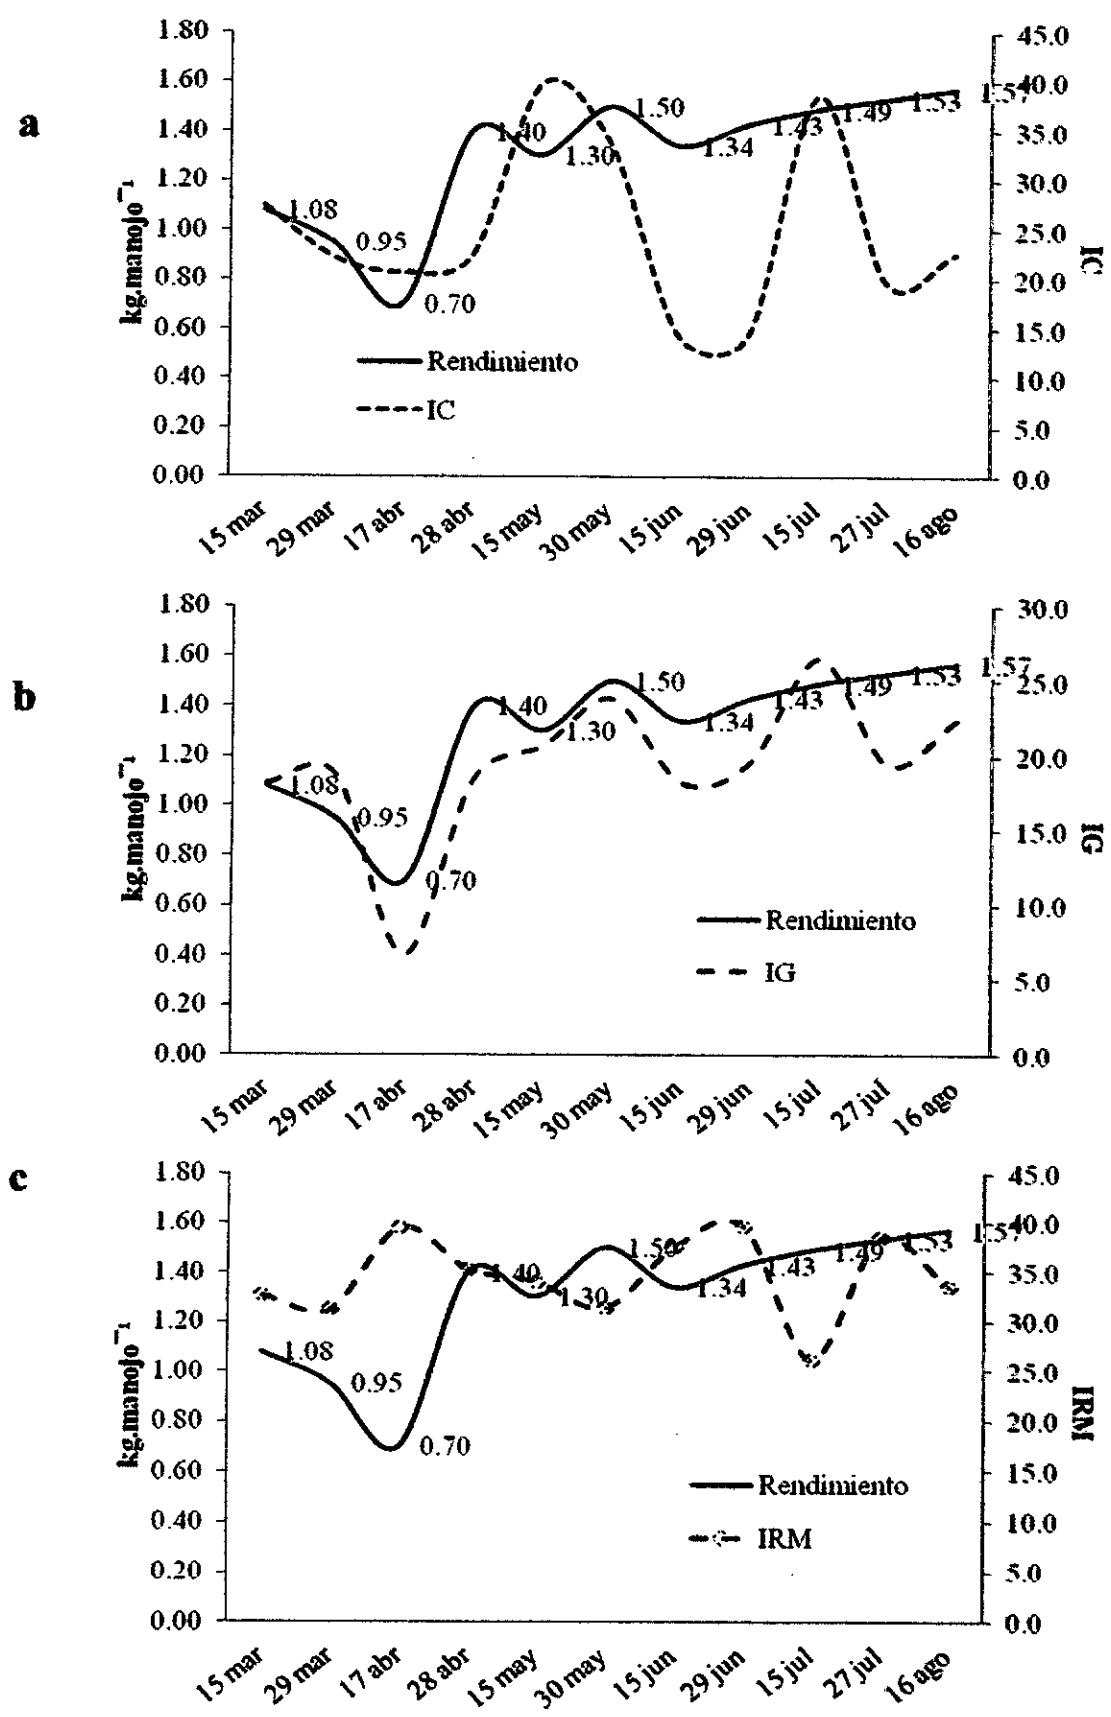 a
1.80
1.60
1.40
1.20
1.00
0.80
0.60
0.40
0.20
0.00
kg.manojo⁻¹
45.0
40.0
35.0
30.0
25.0
20.0
15.0
10.0
5.0
0.0
IC
1.08
0.95
0.70
1.40
1.30
1.50
1.34
1.43
1.49
1.53
1.57
Rendimiento
IC
15 mar
29 mar
17 abr
28 abr
15 may
30 may
15 jun
29 jun
15 jul
27 jul
16 ago
b
1.80
1.60
1.40
1.20
1.00
0.80
0.60
0.40
0.20
0.00
kg.manojo⁻¹
30.0
25.0
20.0
15.0
10.0
5.0
0.0
IG
1.08
0.95
0.70
1.40
1.30
1.50
1.34
1.43
1.49
1.53
1.57
Rendimiento
IG
15 mar
29 mar
17 abr
28 abr
15 may
30 may
15 jun
29 jun
15 jul
27 jul
16 ago
c
1.80
1.60
1.40
1.20
1.00
0.80
0.60
0.40
0.20
0.00
kg.manojo⁻¹
45.0
40.0
35.0
30.0
25.0
20.0
15.0
10.0
5.0
0.0
IRM
1.08
0.95
0.70
1.40
1.30
1.50
1.34
1.43
1.49
1.53
1.57
Rendimiento
IRM
15 mar
29 mar
17 abr
28 abr
15 may
30 may
15 jun
29 jun
15 jul
27 jul
16 ago